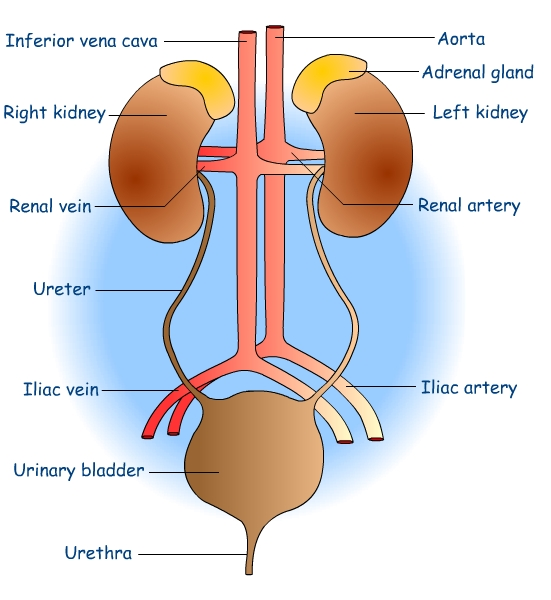 Inferior vena cava
Aorta
Adrenal gland
Right kidney
Left kidney
Renal vein
Renal artery
Ureter
Iliac vein
Iliac artery
Urinary bladder
Urethra